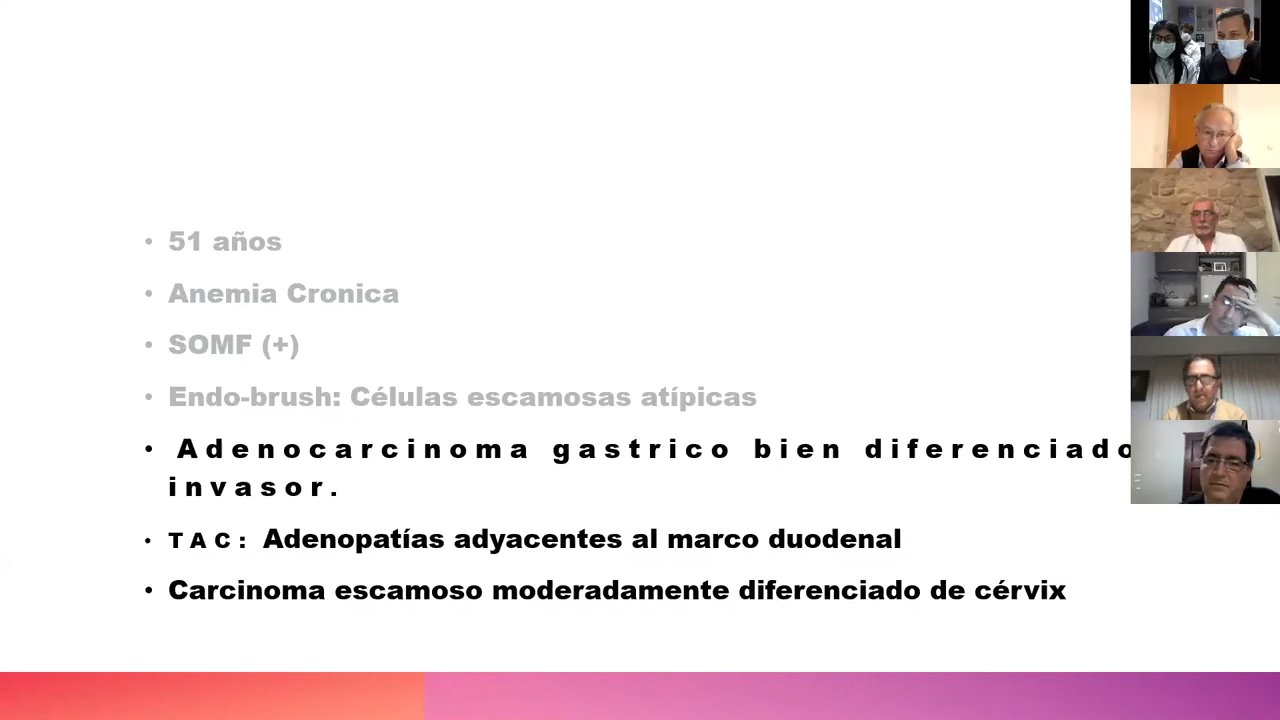 • 51 años
• Anemia Cronica
• SOMF (+)
• Endo-brush: Células escamosas atípicas
• Adenocarcinoma gastrico bien diferenciado
invasor.
• TAC: Adenopatías adyacentes al marco duodenal
• Carcinoma escamoso moderadamente diferenciado de cérvix